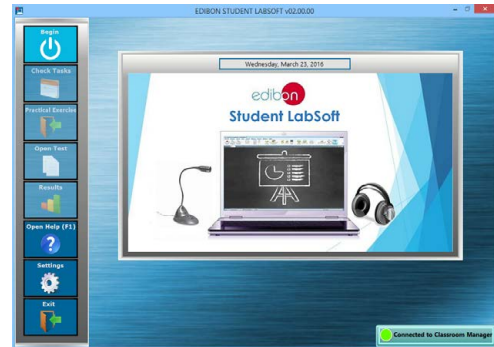 EDIBON STUDENT LABSOFT v02.00.00
Begin
Check Tasks
Practical Exercise
Open Test
Results
Open Help (F1)
Settings
Exit
Wednesday, March 23, 2016
edibon
Student LabSoft
Connected to Classroom Manager